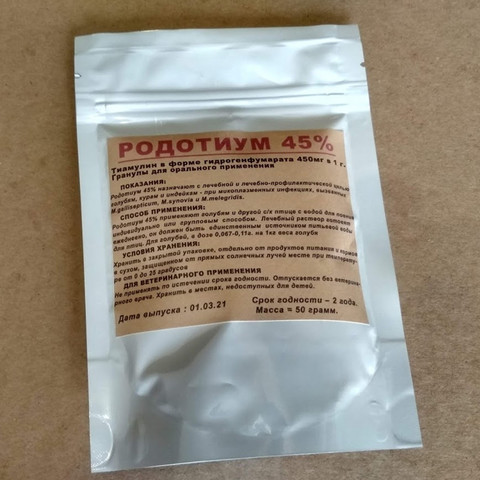 РОДОТИУМ 45%
Тиамулин в форме гидрогенфумарата 450мг в 1 г.
Гранулы для орального применения
ПОКАЗАНИЯ:
Родотиум 45% назначают с лечебной и лечебно-профилактической целью
голубям, курам и индейкам - при микоплазменных инфекциях, вызванных
M.gallisepticum, M.synovia и M.melegridis.
СПОСОБ ПРИМЕНЕНИЯ:
Родотиум 45% применяют голубям и другой с/х птице с водой для поения
индивидуально или групповым способом. Лечебный раствор готовят
ежедневно, он должен быть единственным источником питьевой воды
для птиц. Для голубей, в дозе 0,067-0,11г. на 1кг веса голубя
УСЛОВИЯ ХРАНЕНИЯ:
Хранить в закрытой упаковке, отдельно от продуктов питания и кормов
в сухом, защищенном от прямых солнечных лучей месте при температу-
ре от 5 до 25 градусов
ДЛЯ ВЕТЕРИНАРНОГО ПРИМЕНЕНИЯ
Не применять по истечении срока годности. Отпускается без ветери-
рного врача. Хранить в местах, недоступных для детей.
Дата выпуска : 01.03.21
Срок годности – 2 года.
Масса = 50 грамм.